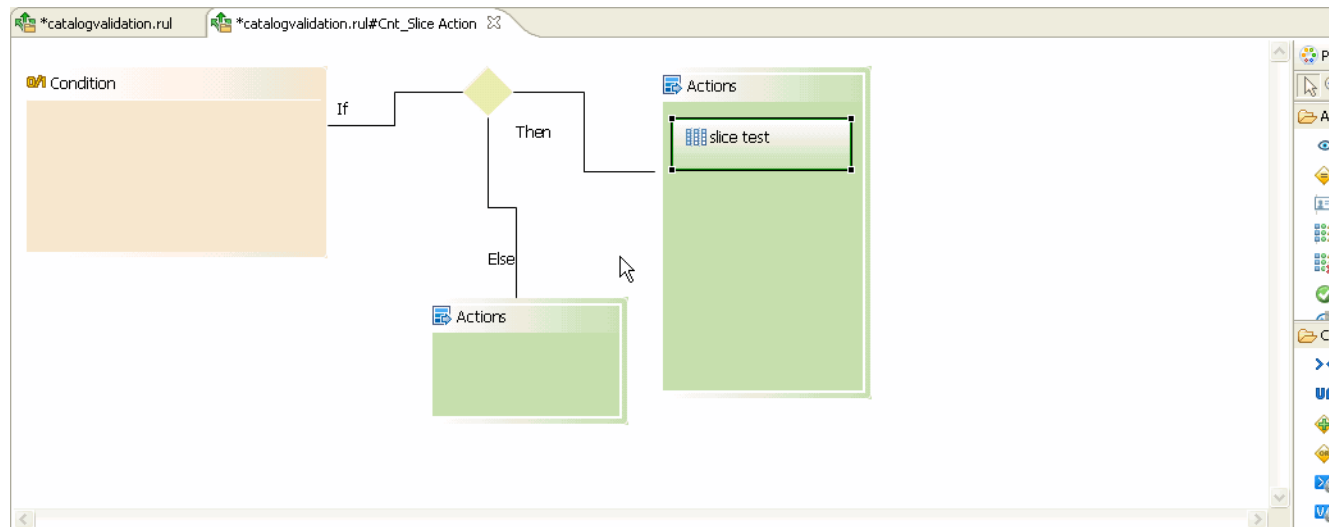 *catalogvalidation.rul
*catalogvalidation.rul#Cnt_Slice Action
Condition
If
Then
Else
Actions
slice test
Actions
P
A
C